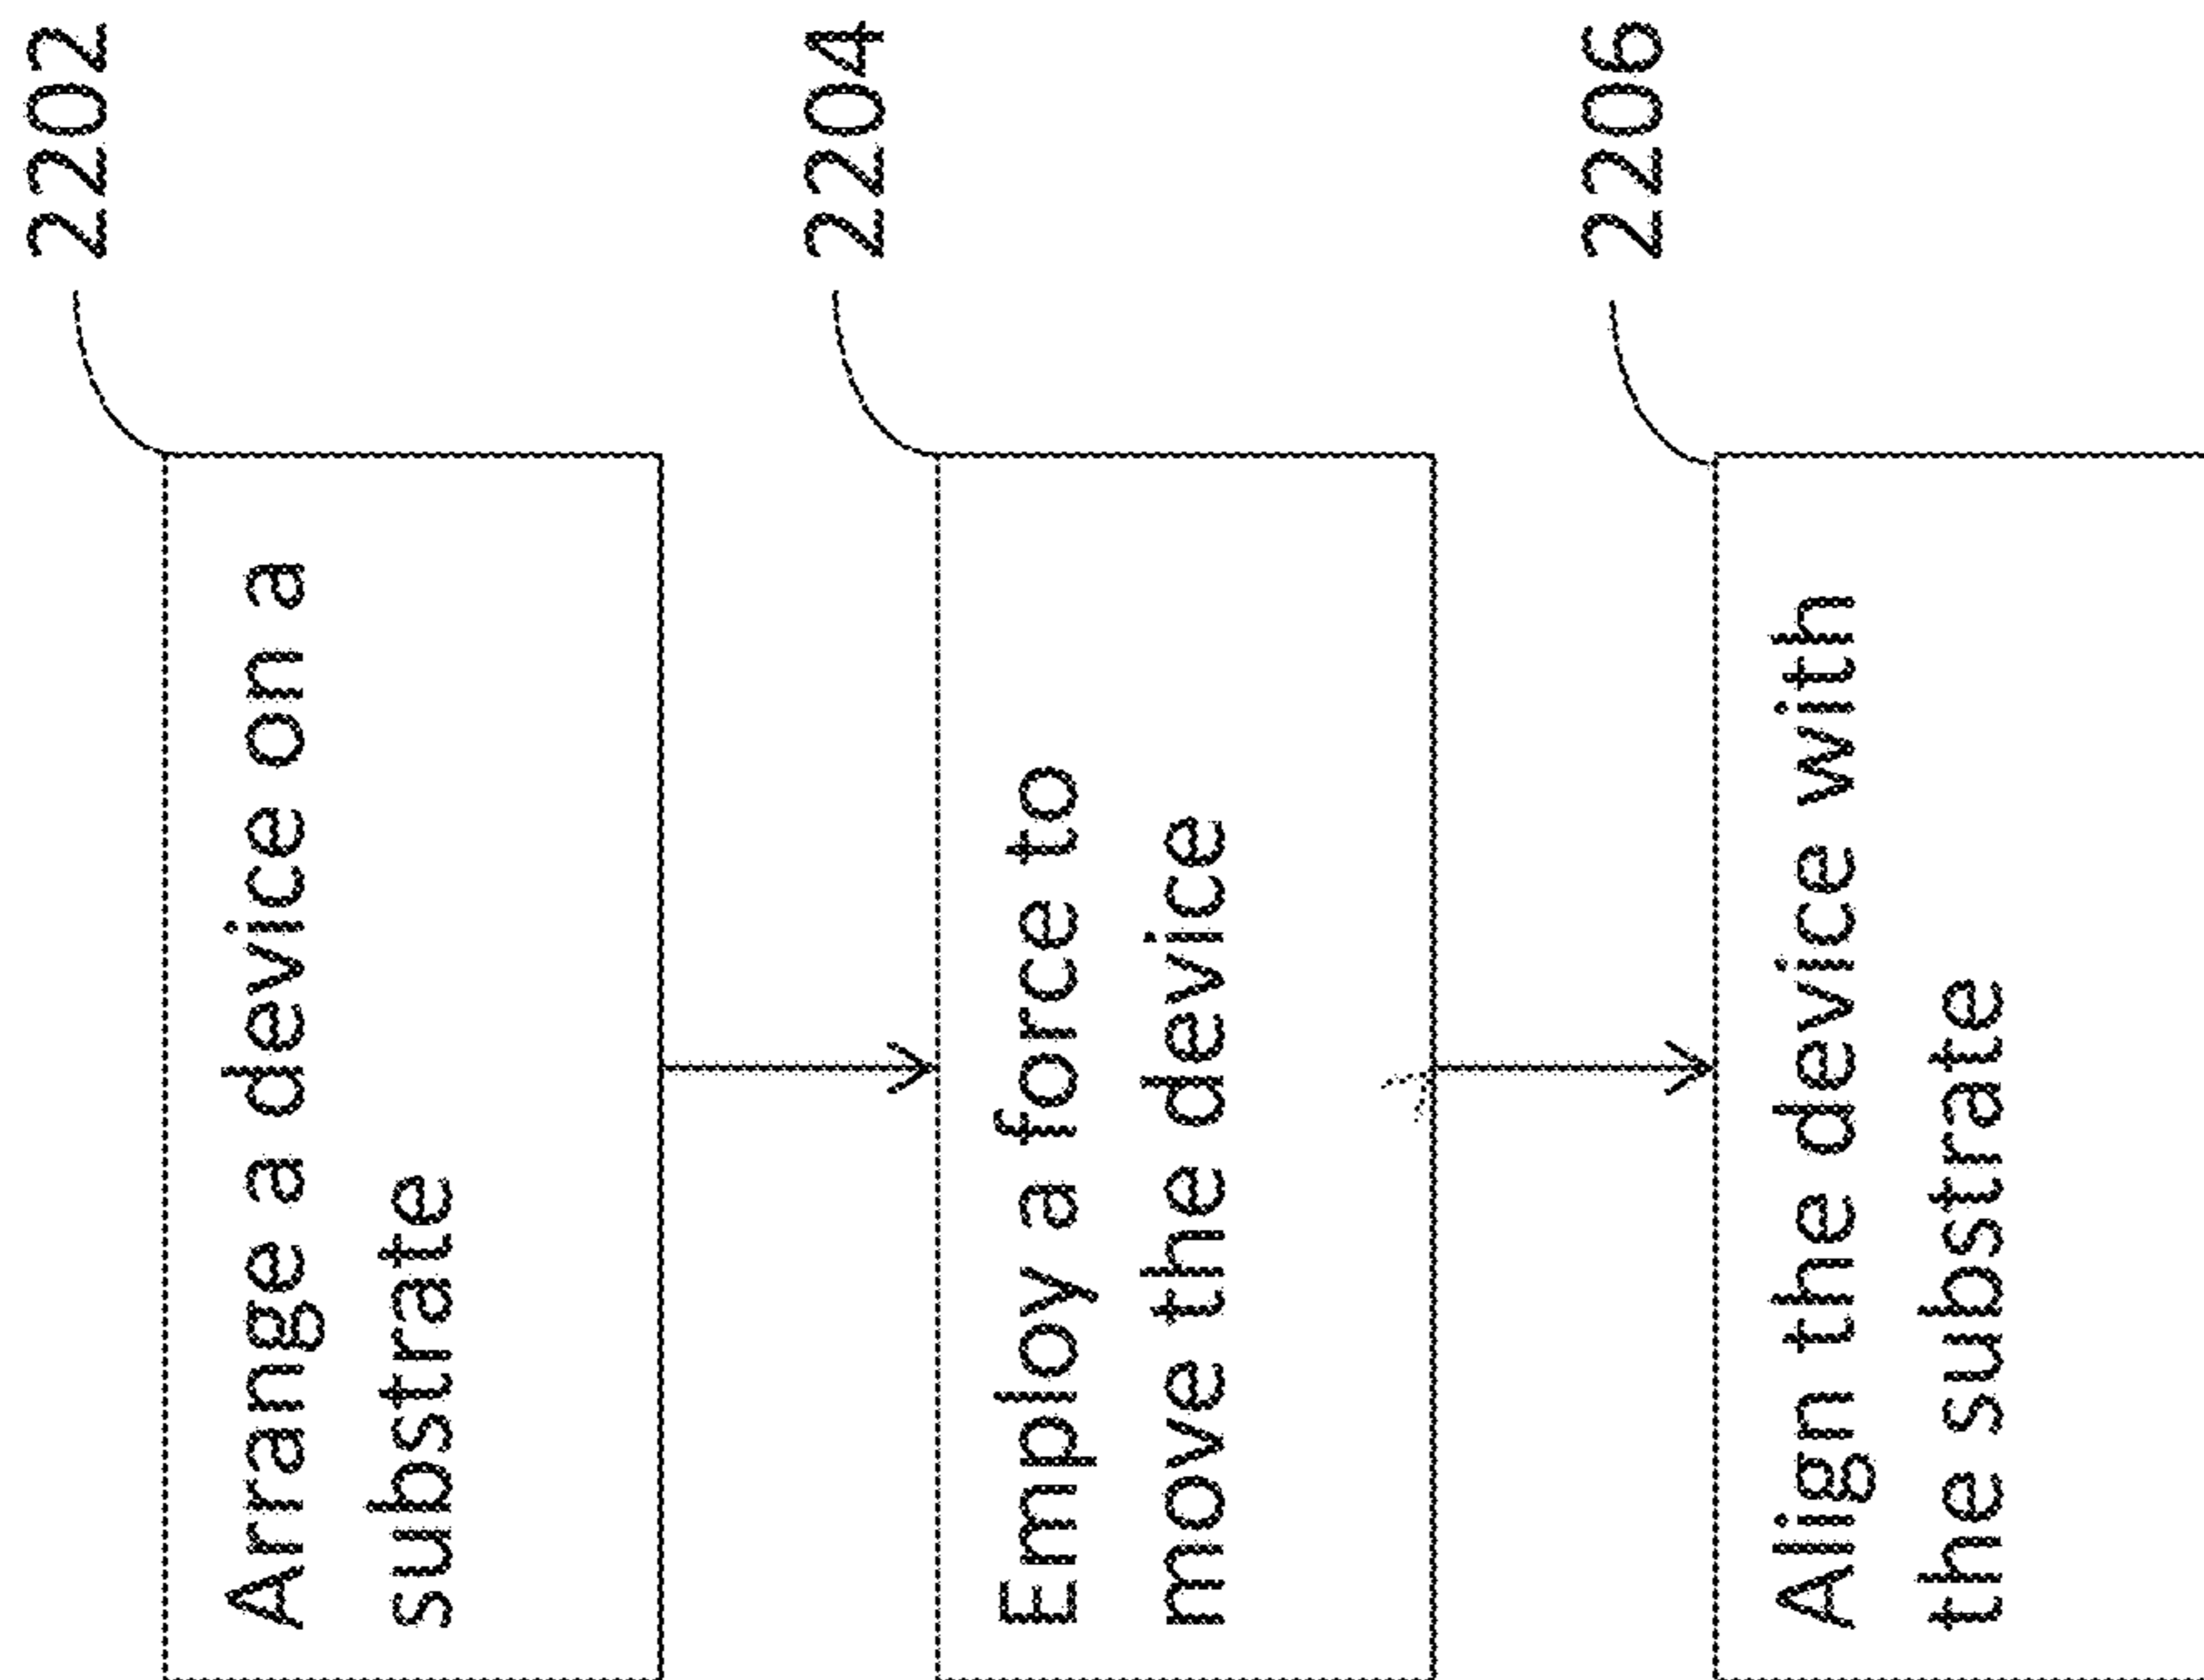 2202
Arrange a device on a
substrate
2204
Employ a force to
move the device
2206
Align the device with
the substrate